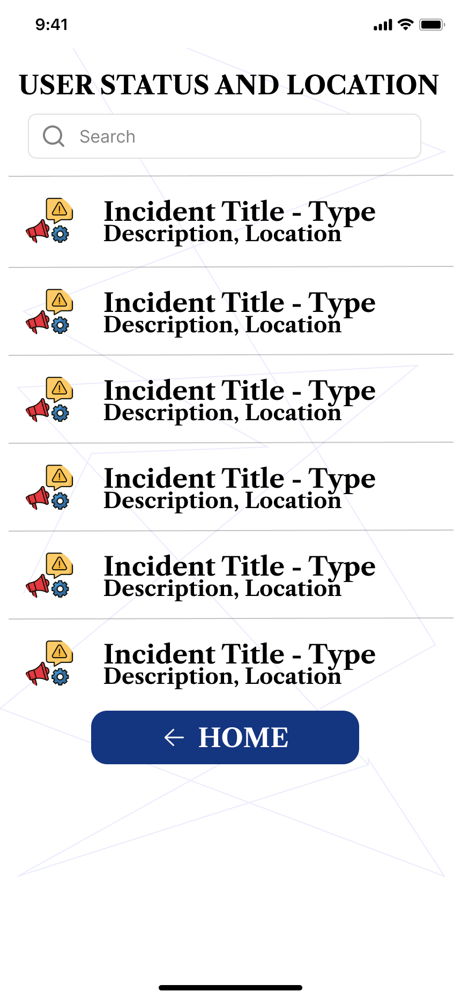 9:41
USER STATUS AND LOCATION
Search
Incident Title - Type
Description, Location
Incident Title - Type
Description, Location
Incident Title - Type
Description, Location
Incident Title - Type
Description, Location
Incident Title - Type
Description, Location
Incident Title - Type
Description, Location
HOME